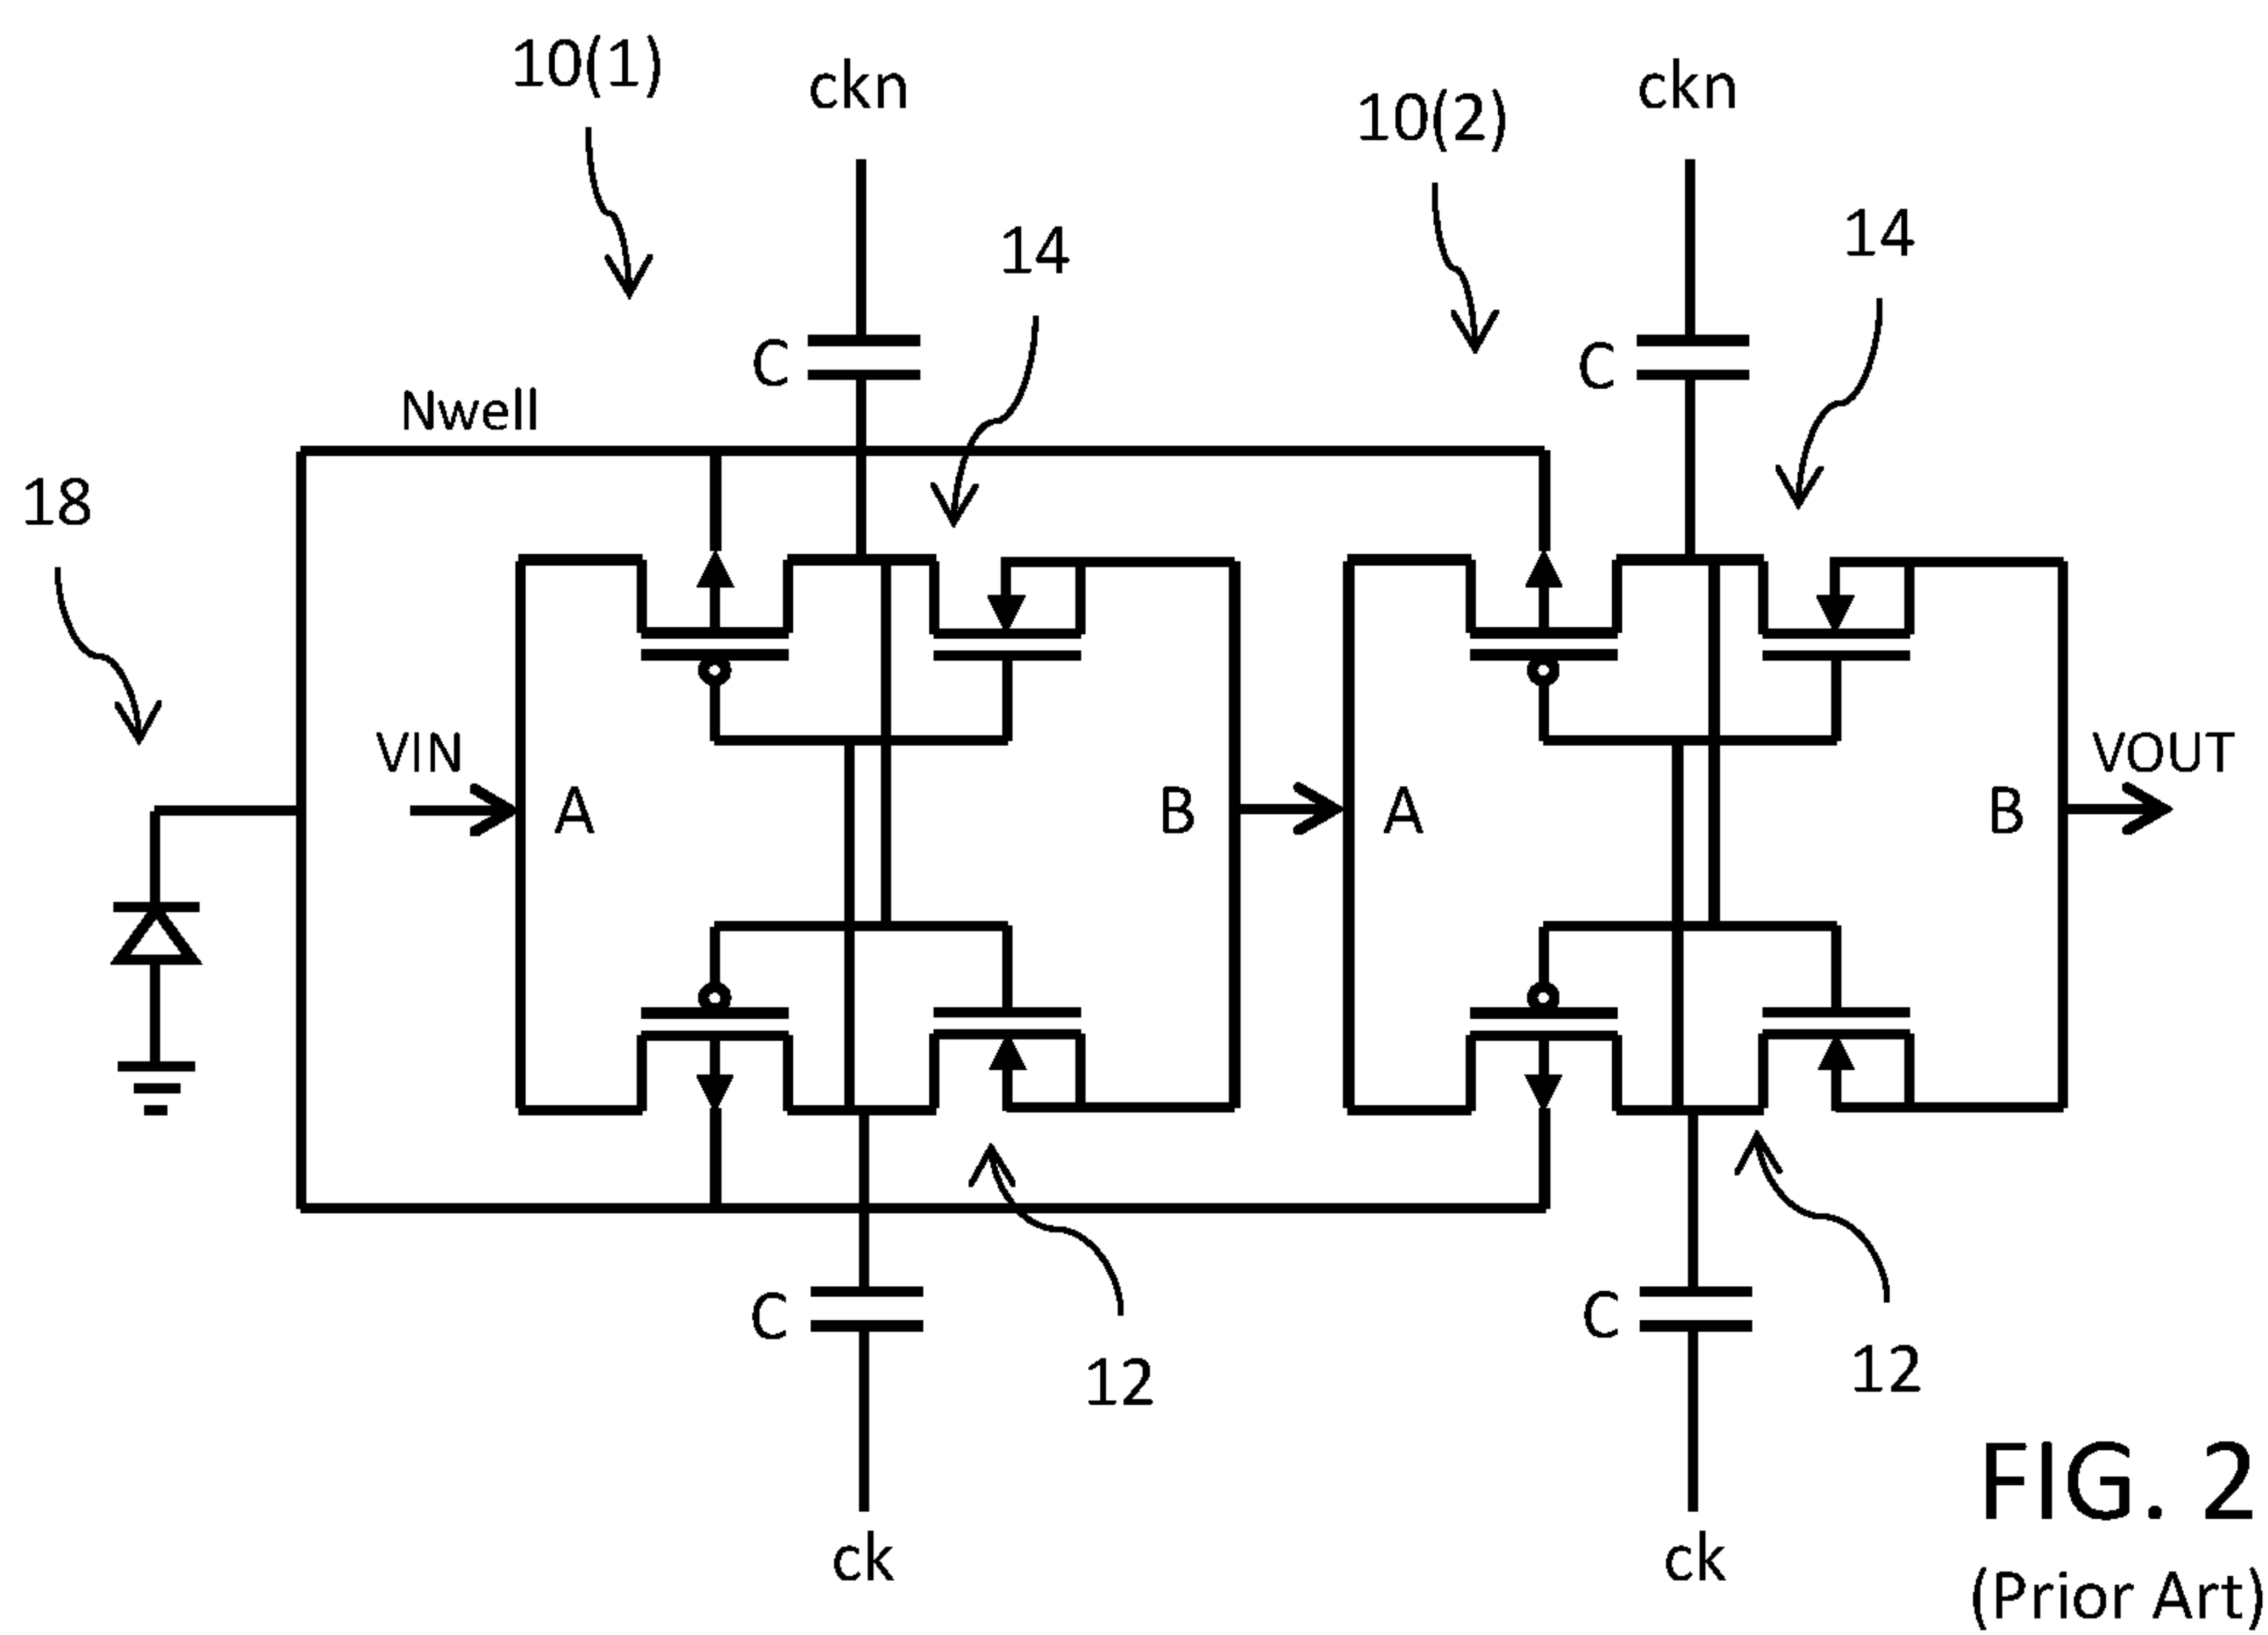 10(1)
ckn
10(2)
ckn
14
14
C
C
Nwell
18
VIN
A
B
A
B
VOUT
C
C
12
12
ck
ck
FIG. 2
(Prior Art)